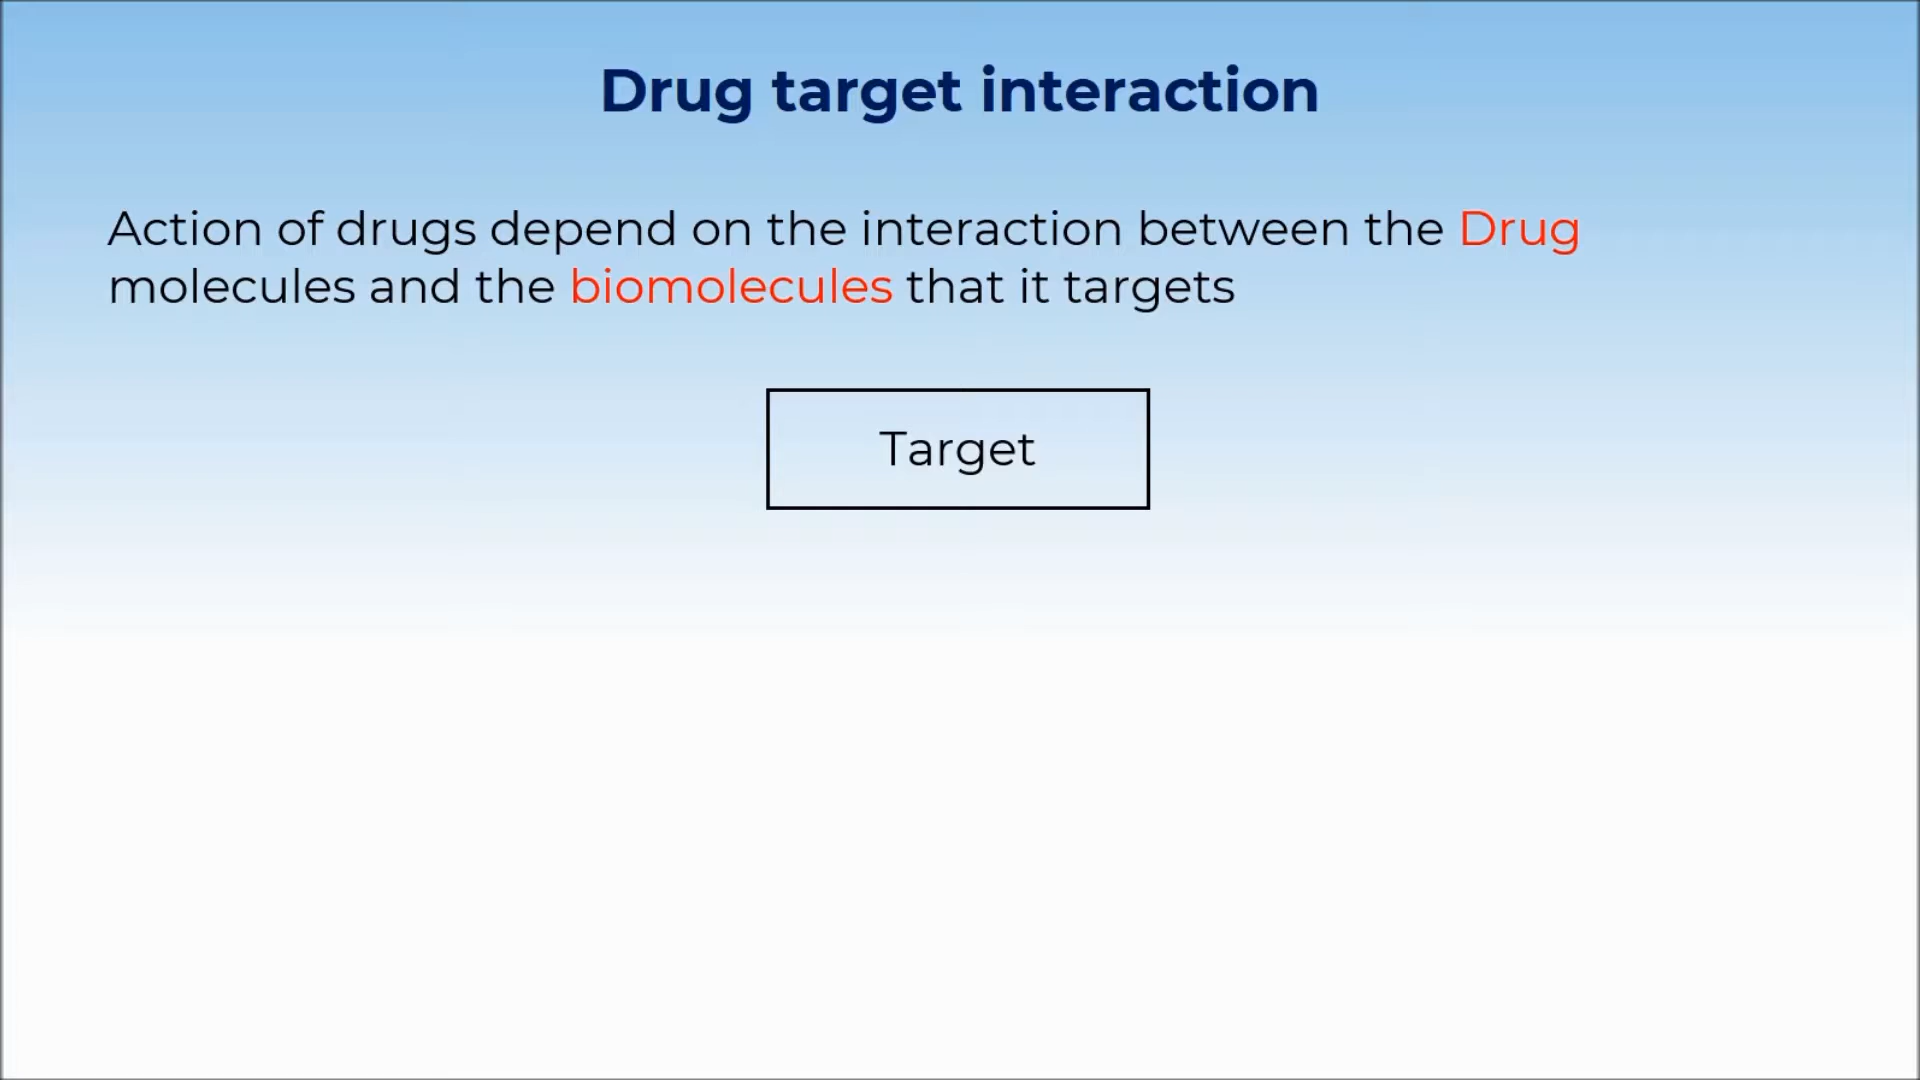 Drug target interaction
Action of drugs depend on the interaction between the Drug
molecules and the biomolecules that it targets
Target